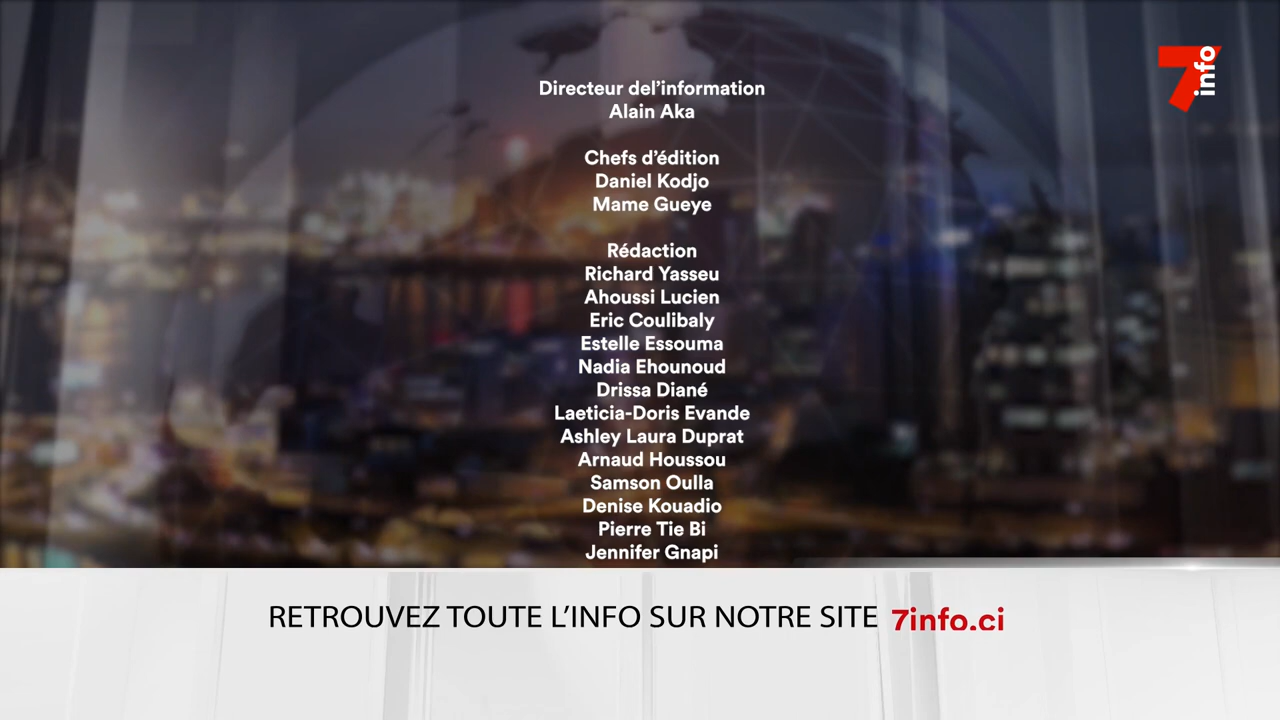 7 info
Directeur del'information
Alain Aka
Chefs d'édition
Daniel Kodjo
Mame Gueye
Rédaction
Richard Yasseu
Ahoussi Lucien
Eric Coulibaly
Estelle Essouma
Nadia Ehounoud
Drissa Diané
Laeticia-Doris Evande
Ashley Laura Duprat
Arnaud Houssou
Samson Oulla
Denise Kouadio
Pierre Tie Bi
Jennifer Gnapi
RETROUVEZ TOUTE L'INFO SUR NOTRE SITE 7info.ci